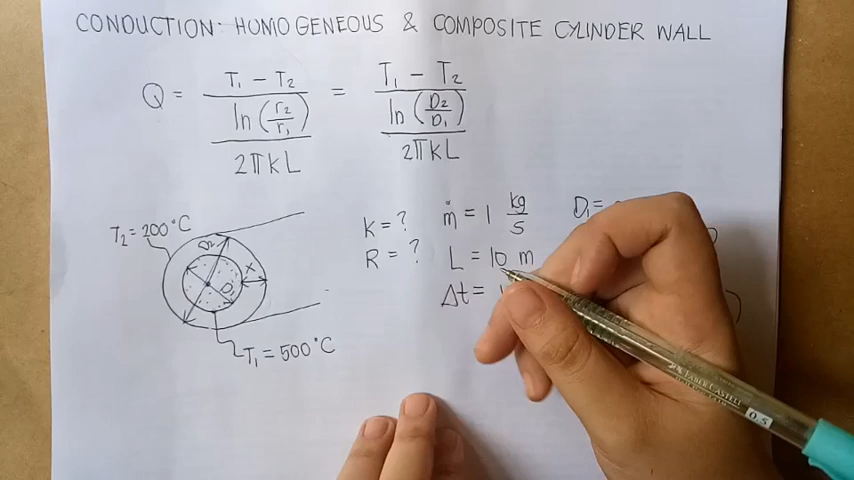 CONDUCTION: HOMOGENEOUS & COMPOSITE CYLINDER WALL
Q = (T₁ - T₂) / (ln(r₂/r₁) / 2πkL) = (T₁ - T₂) / (ln(D₂/D₁) / 2πkL)
T₂ = 200°C
D₂
x
D₁
T₁ = 500°C
K = ?
R = ?
ṁ = 1 kg/s
L = 10 m
Δt =
D₁ =
FABER-CASTELL
0.5